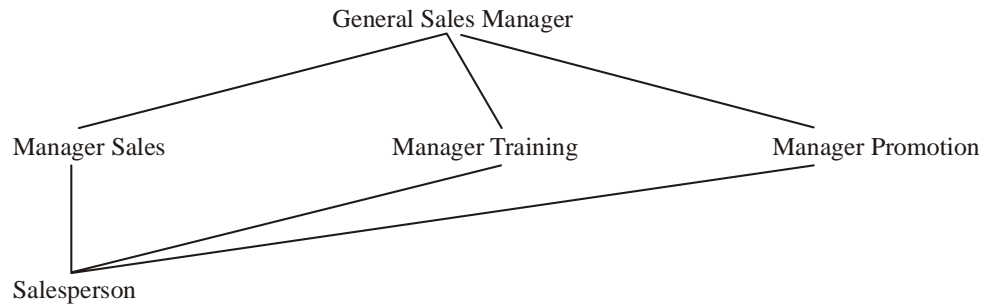 General Sales Manager
Manager Sales
Manager Training
Manager Promotion
Salesperson